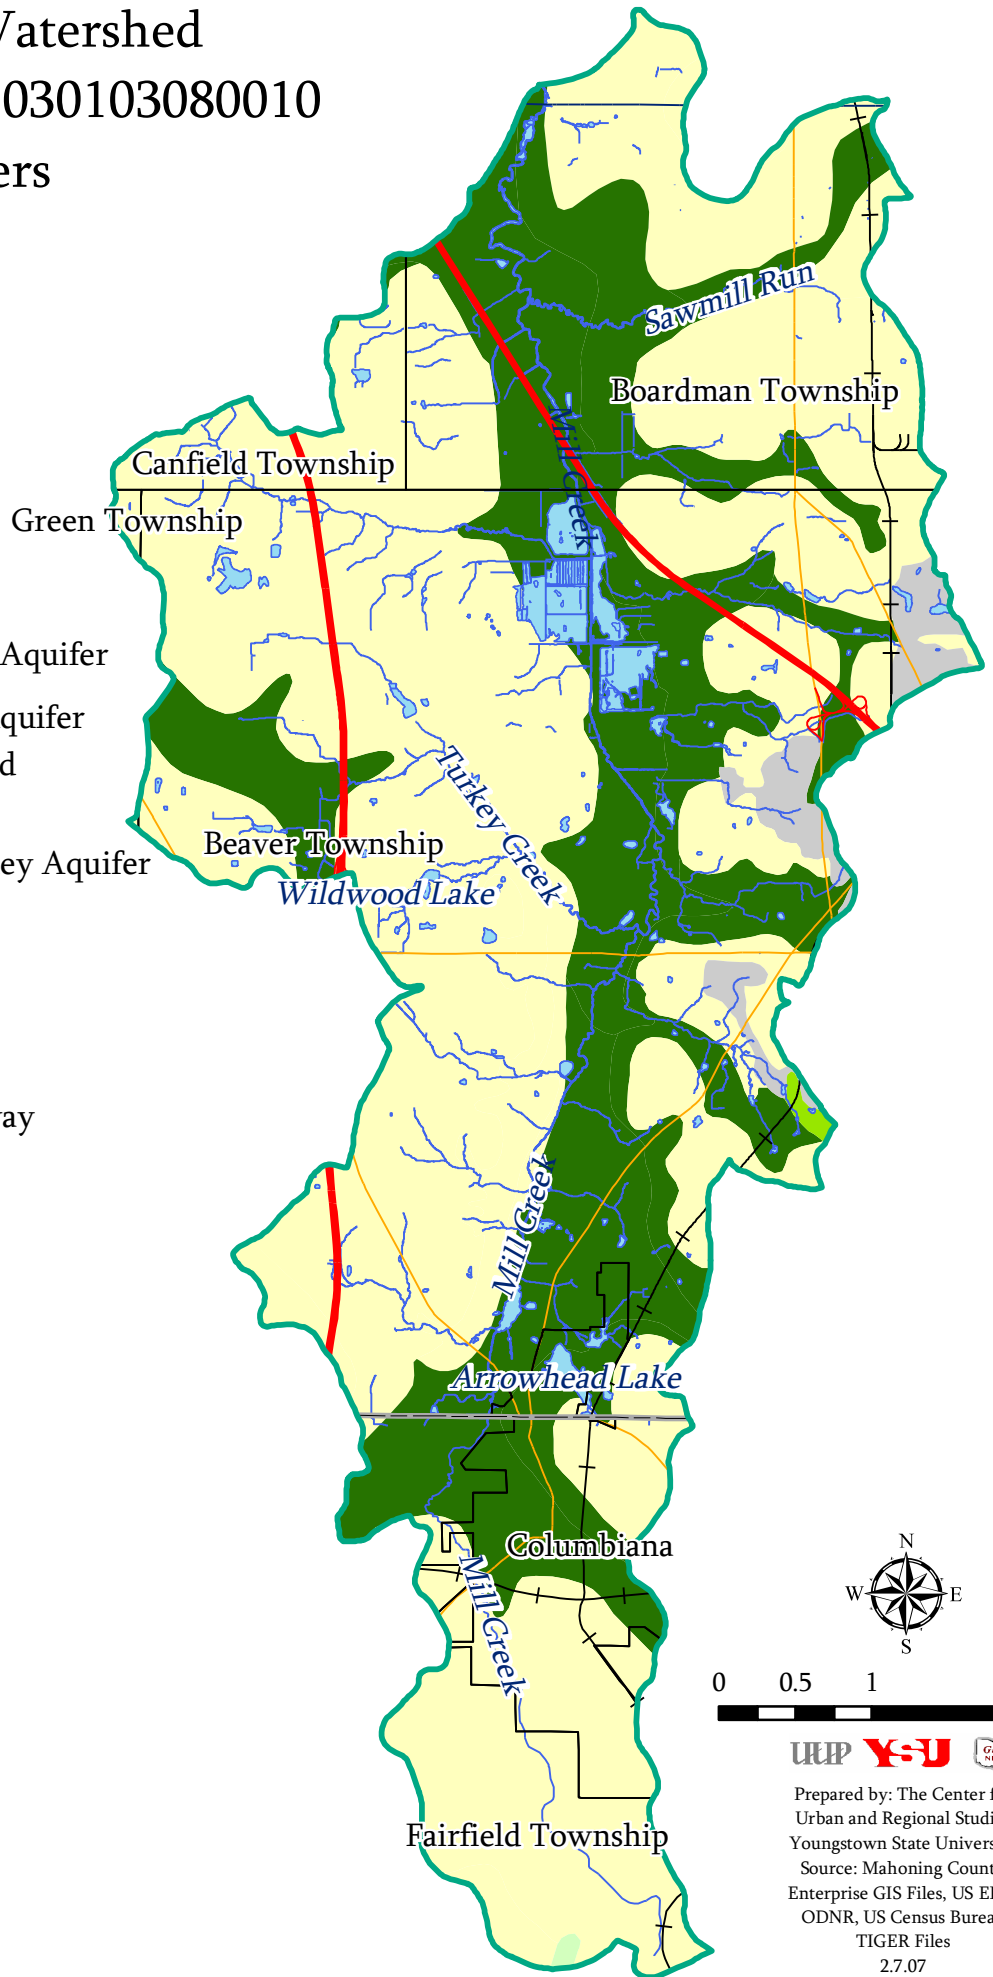 Watershed
030103080010
ers
Sawmill Run
Boardman Township
Mill Creek
Canfield Township
Green Township
Aquifer
quifer
d
Turkey Creek
Beaver Township
ey Aquifer
Wildwood Lake
way
Mill Creek
Arrowhead Lake
Columbiana
Mill Creek
N
W E
S
0 0.5 1
UUP YSU
Fairfield Township
Prepared by: The Center f
Urban and Regional Studi
Youngstown State Univers
Source: Mahoning Count
Enterprise GIS Files, US E
ODNR, US Census Burea
TIGER Files
2.7.07